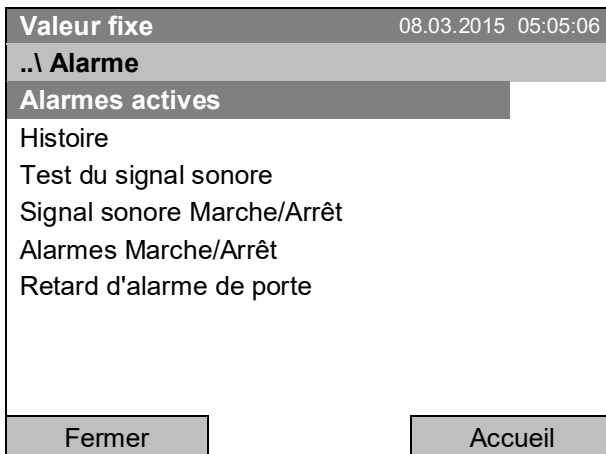 Valeur fixe 08.03.2015 05:05:06
..\ Alarme
Alarmes actives
Histoire
Test du signal sonore
Signal sonore Marche/Arrêt
Alarmes Marche/Arrêt
Retard d'alarme de porte
Fermer Accueil